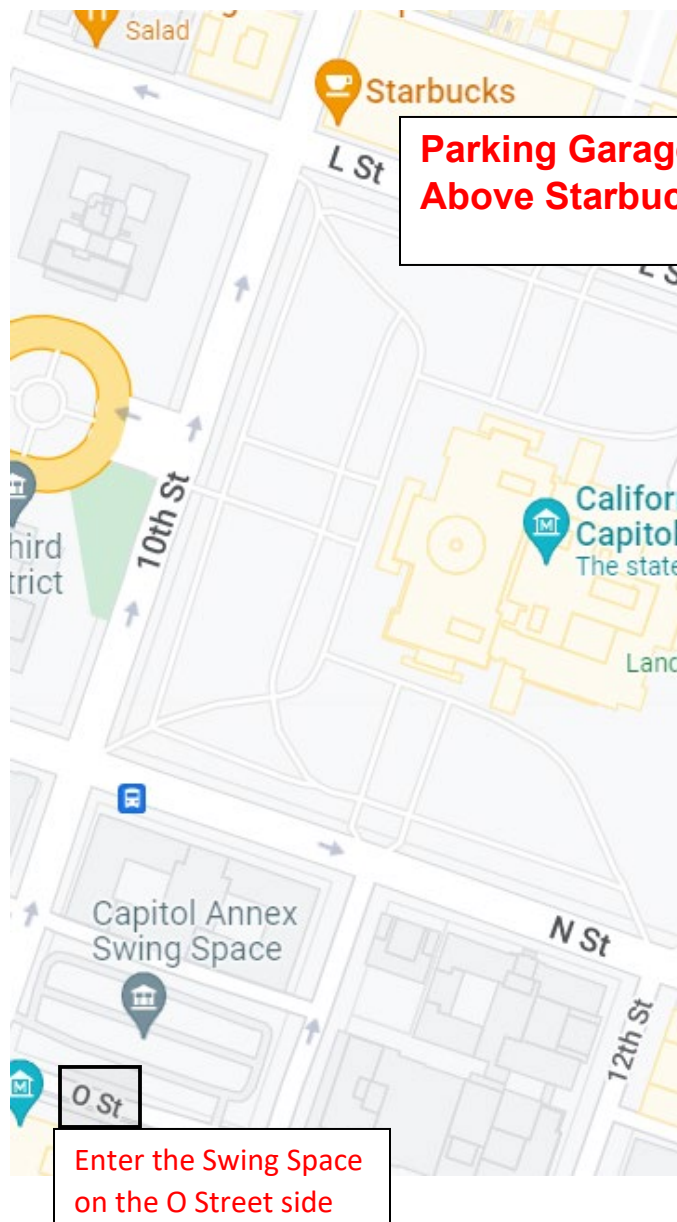 Salad
Starbucks
L St
Parking Garag
Above Starbuc
L S
Califor
Capitol
The state
10th St
hird
trict
Land
Capitol Annex
Swing Space
N St
12th St
O St
Enter the Swing Space
on the O Street side